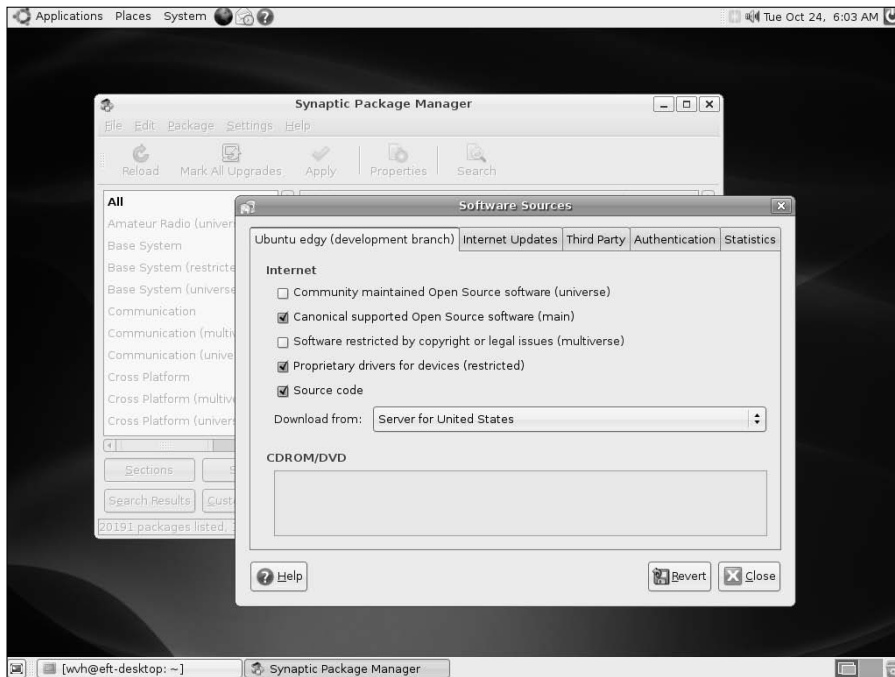 Applications Places System
Tue Oct 24, 6:03 AM
Synaptic Package Manager
File Edit Package Settings Help
Reload Mark All Upgrades Apply Properties Search
All
Amateur Radio (univer
Base System
Base System (restricte
Base System (universe
Communication
Communication (multiv
Communication (unive
Cross Platform
Cross Platform (multive
Cross Platform (univers
Sections S
Search Results Cust
20191 packages listed,
Software Sources
Ubuntu edgy (development branch) Internet Updates Third Party Authentication Statistics
Internet
Community maintained Open Source software (universe)
Canonical supported Open Source software (main)
Software restricted by copyright or legal issues (multiverse)
Proprietary drivers for devices (restricted)
Source code
Download from: Server for United States
CDROM/DVD
Help Revert Close
[wvh@eft-desktop: ~] Synaptic Package Manager